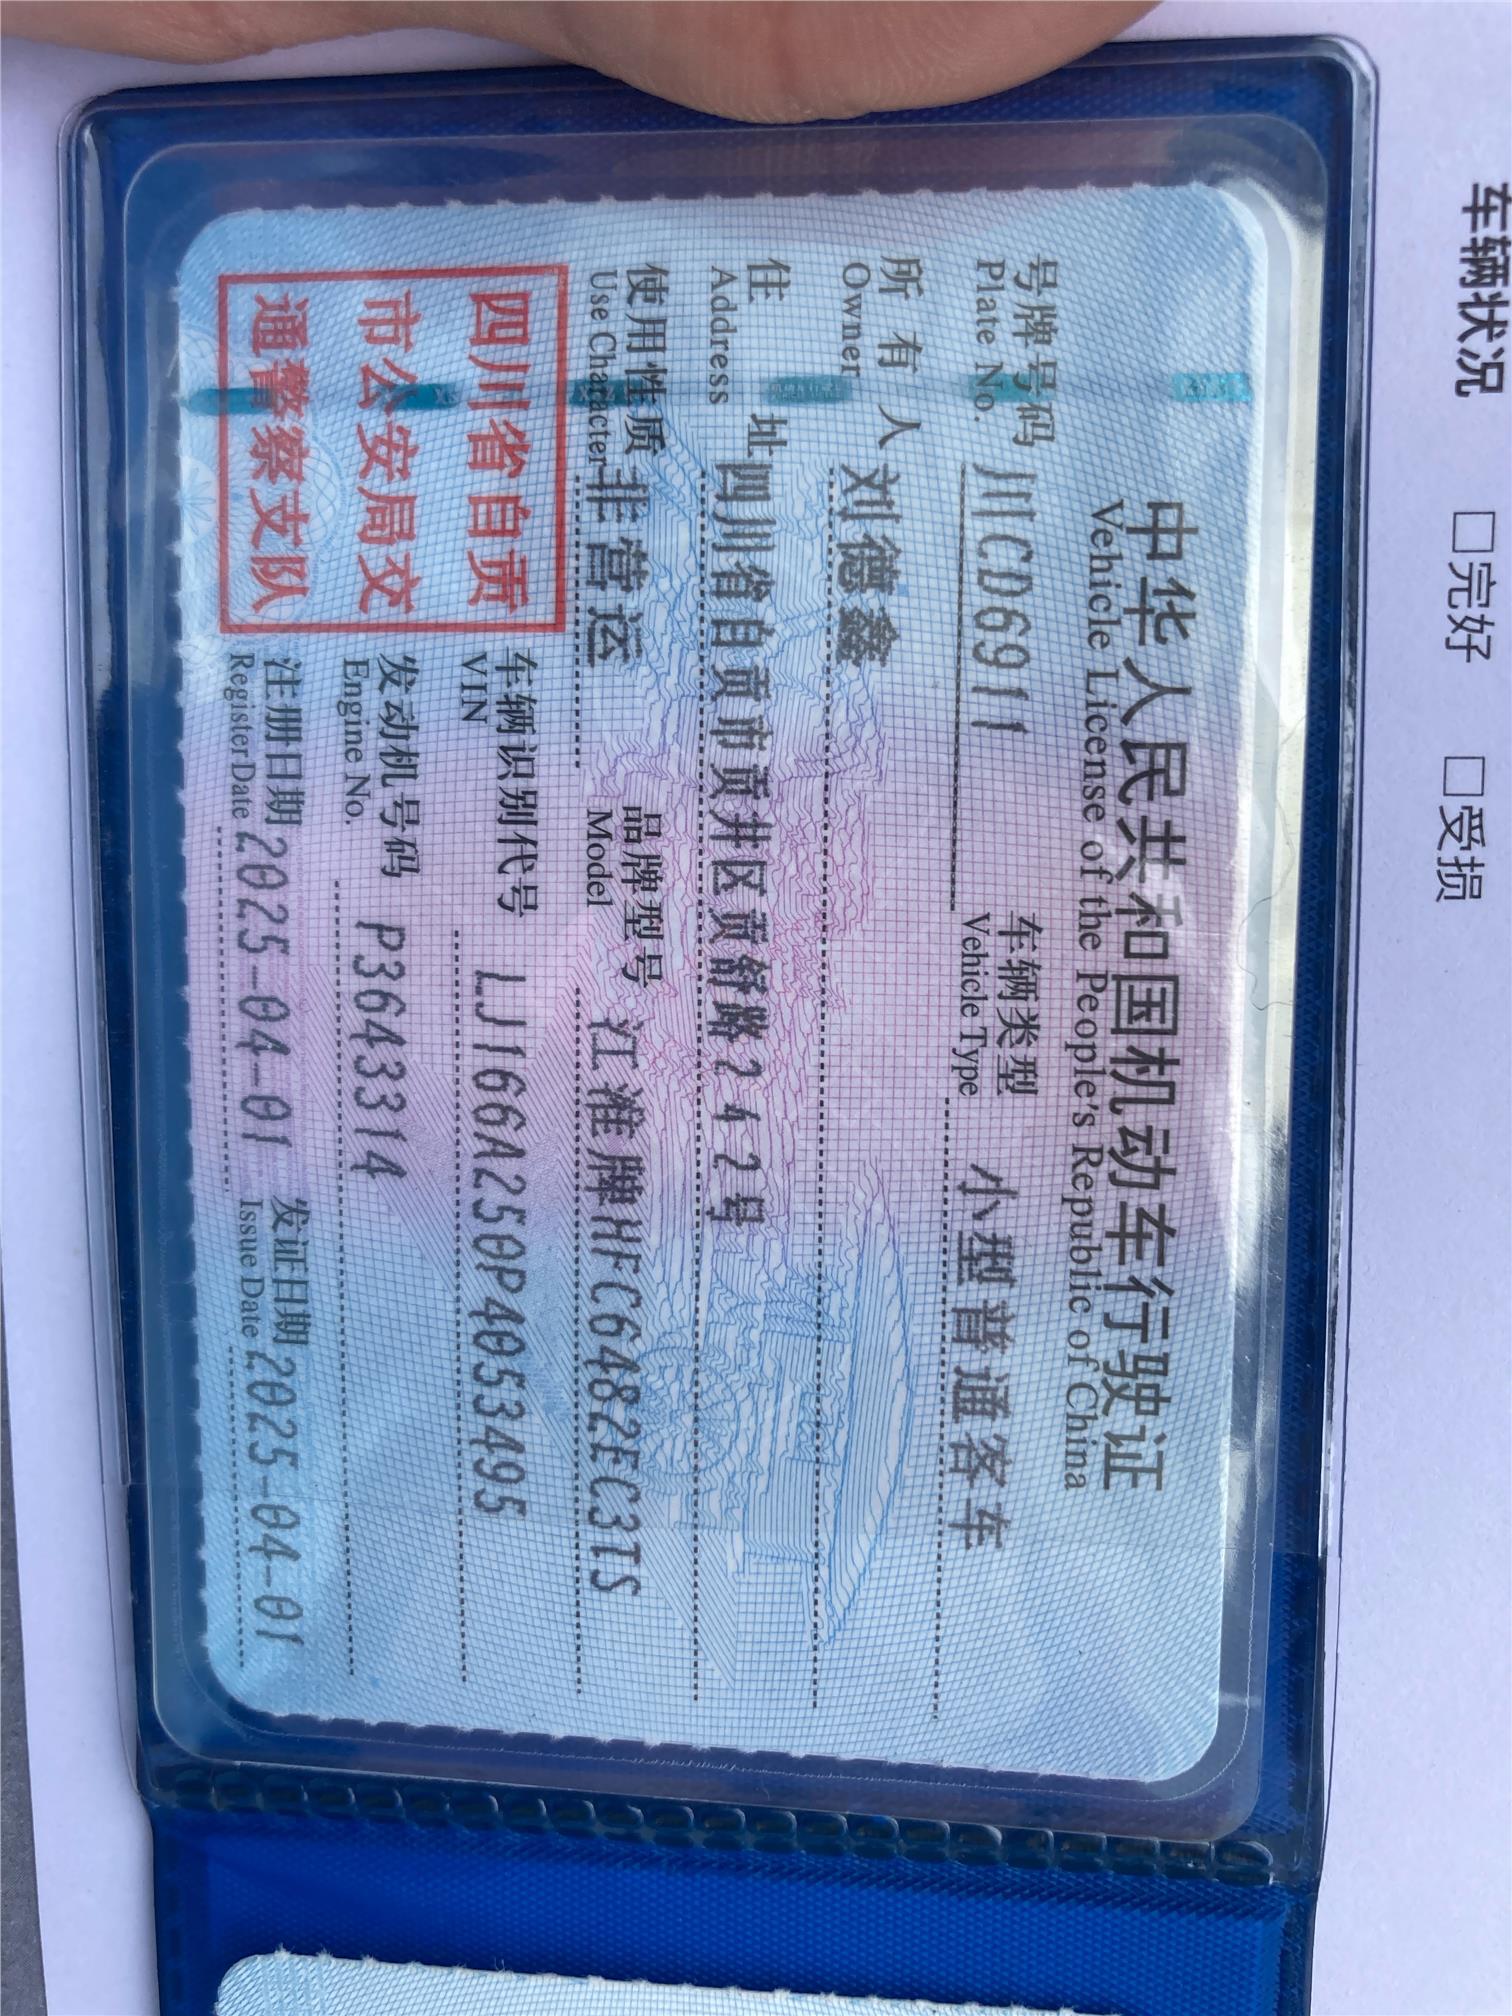 中华人民共和国机动车行驶证
Vehicle License of the People's Republic of China
号牌号码 川CD6911 车辆类型 小型普通客车
Plate No. Vehicle Type
所有人 刘德鑫
Owner
住址 四川省自贡市贡井区贡舒路242号
Address
使用性质 非营运 品牌型号 江淮牌HFC6482EC3TS
Use Character Model
四川省自贡
市公安局交
通警察支队
车辆识别代号 LJ166A250P4053495
VIN
发动机号码 P3643314
Engine No.
注册日期 2025-04-01 发证日期 2025-04-01
Register Date Issue Date
车辆状况 □完好 □受损